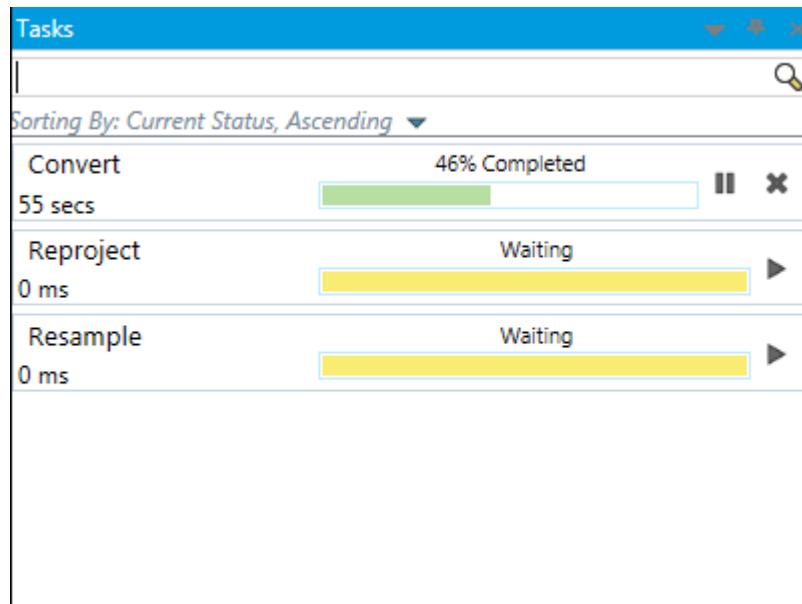 Tasks
Sorting By: Current Status, Ascending
Convert
46% Completed
55 secs
Reproject
Waiting
0 ms
Resample
Waiting
0 ms